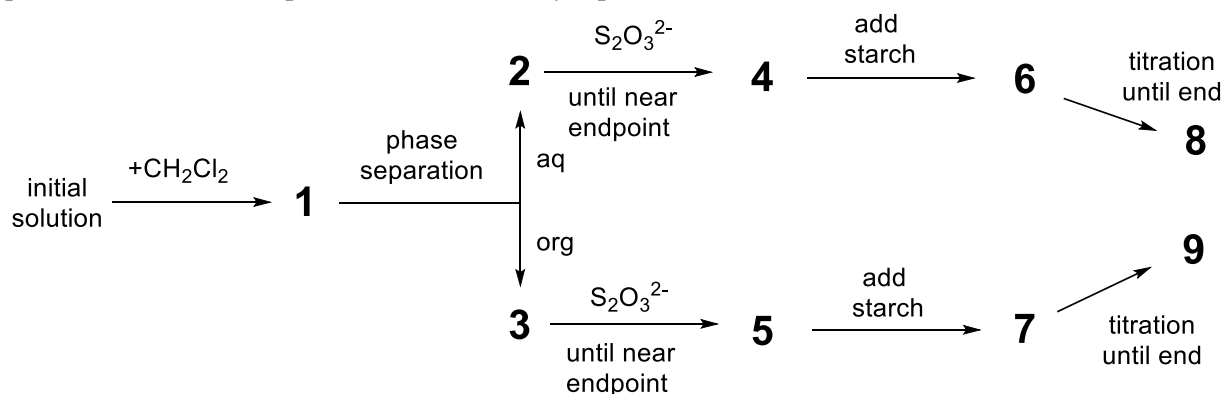 S₂O₃²⁻
until near
endpoint
add
starch
titration
until end
2
4
6
8
phase
separation
aq
+CH₂Cl₂
initial
solution
1
org
9
3
S₂O₃²⁻
until near
endpoint
5
add
starch
7
titration
until end